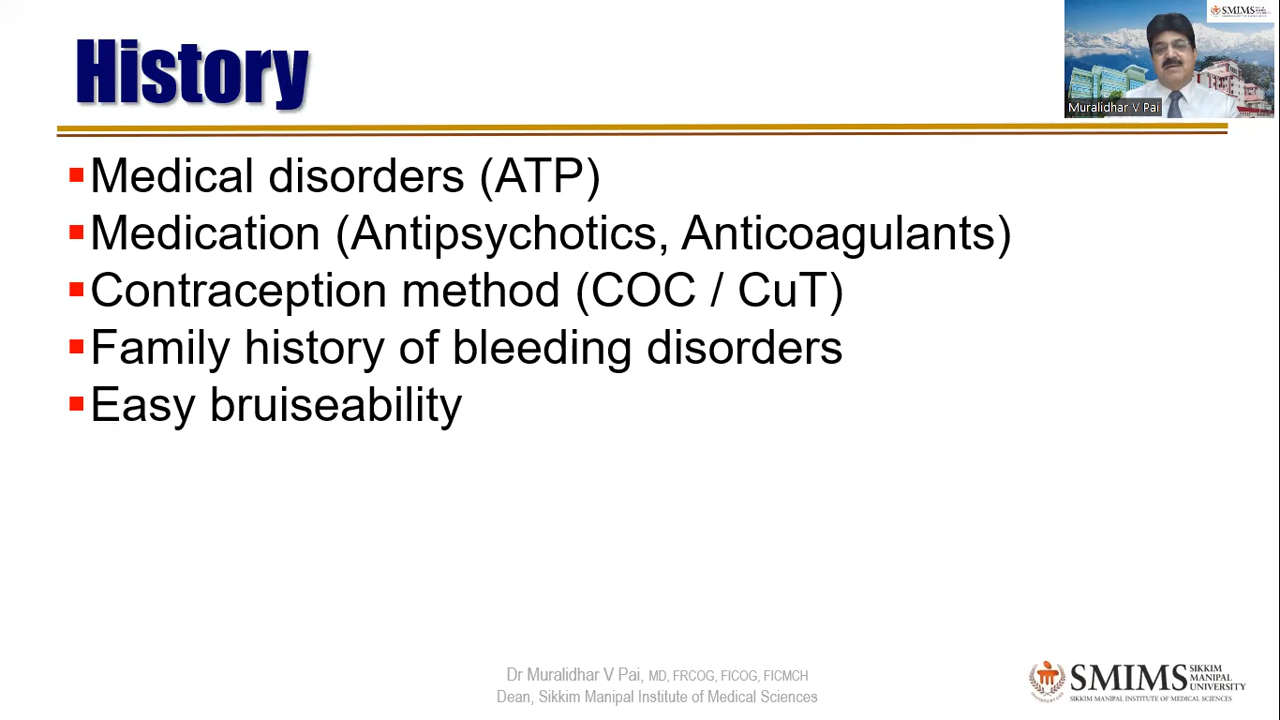 History
SMIMS
Muralidhar V Pai
Medical disorders (ATP)
Medication (Antipsychotics, Anticoagulants)
Contraception method (COC / CuT)
Family history of bleeding disorders
Easy bruiseability
Dr Muralidhar V Pai, MD, FRCOG, FICOG, FICMCH
Dean, Sikkim Manipal Institute of Medical Sciences
SMIMS SIKKIM MANIPAL UNIVERSITY
SIKKIM MANIPAL INSTITUTE OF MEDICAL SCIENCES